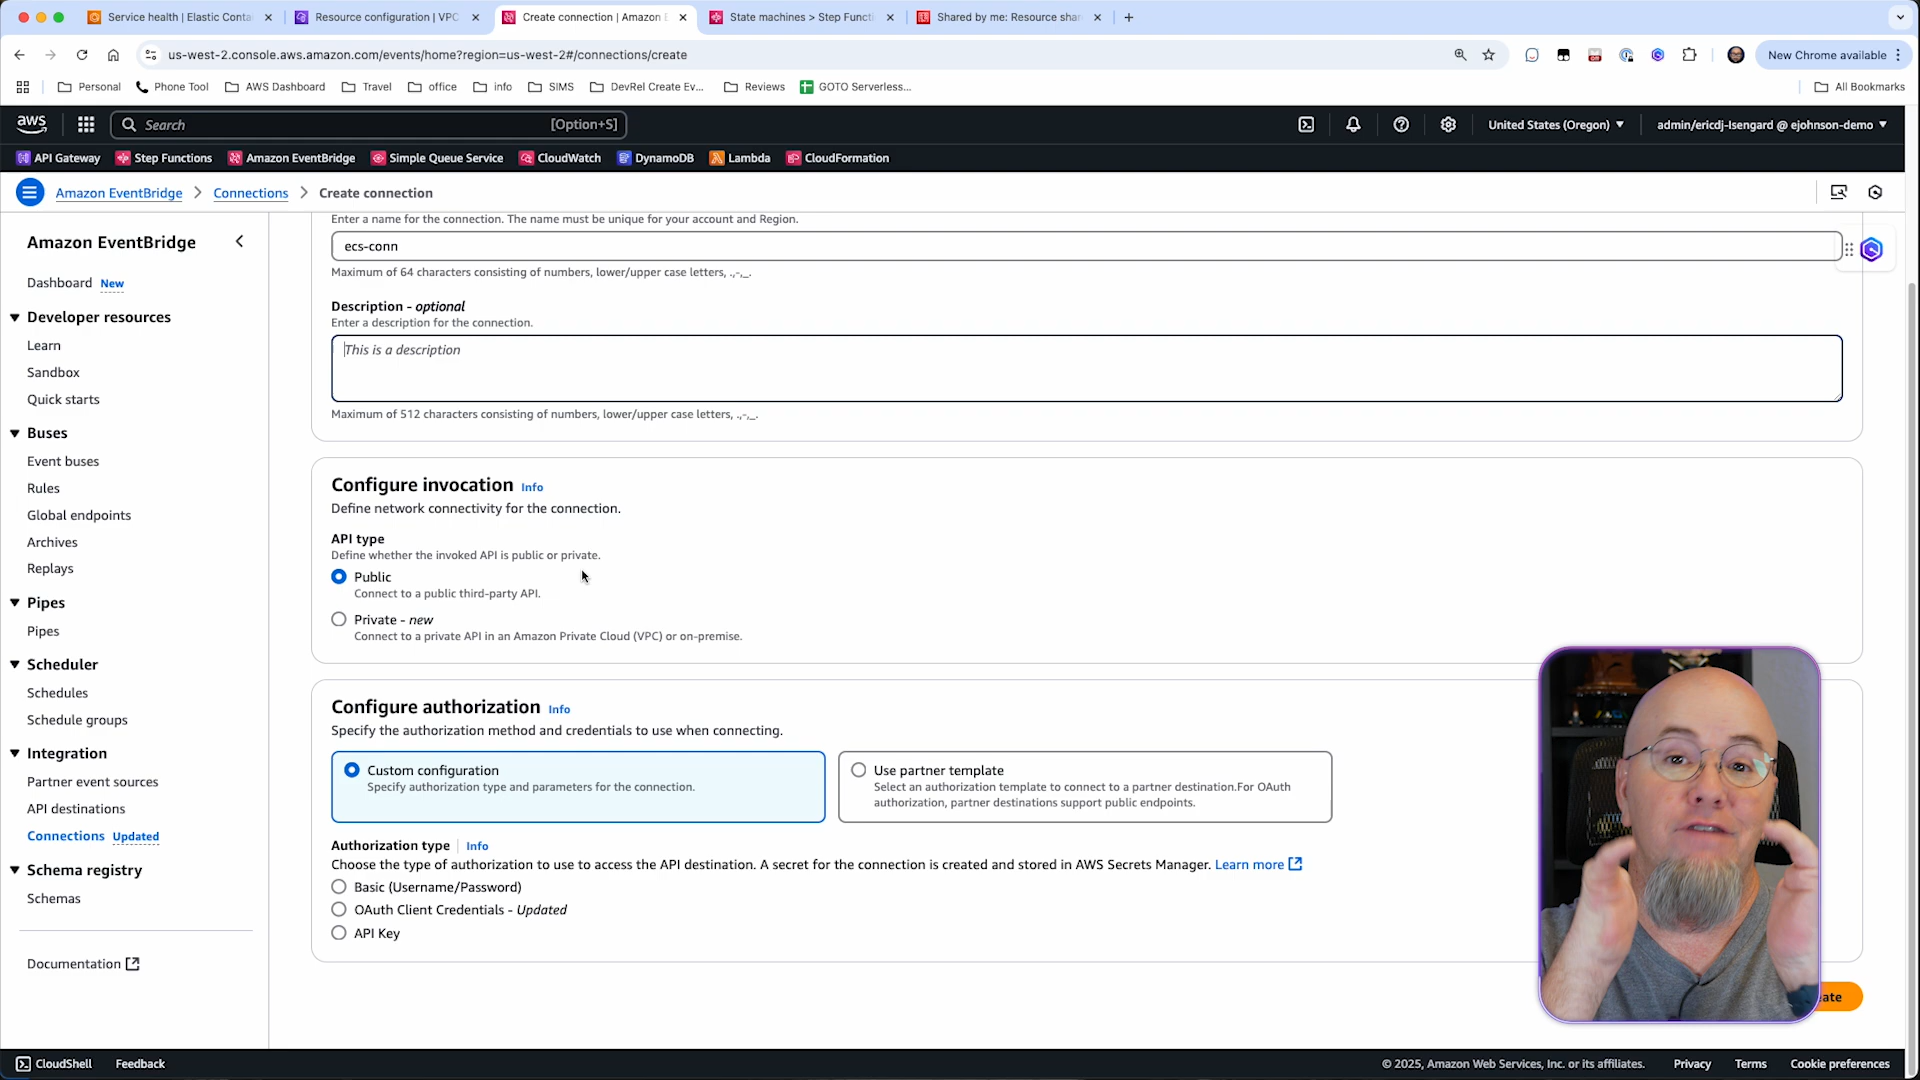 Service health | Elastic Conta
Resource configuration | VPC
Create connection | Amazon E
State machines > Step Functi
Shared by me: Resource shar
us-west-2.console.aws.amazon.com/events/home?region=us-west-2#/connections/create
New Chrome available
Personal
Phone Tool
AWS Dashboard
Travel
office
info
SIMS
DevRel Create Ev...
Reviews
GOTO Serverless...
All Bookmarks
aws
Search
[Option+S]
United States (Oregon)
admin/ericdj-Isengard @ ejohnson-demo
API Gateway
Step Functions
Amazon EventBridge
Simple Queue Service
CloudWatch
DynamoDB
Lambda
CloudFormation
Amazon EventBridge
Connections
Create connection
Amazon EventBridge
Dashboard New
Developer resources
Learn
Sandbox
Quick starts
Buses
Event buses
Rules
Global endpoints
Archives
Replays
Pipes
Pipes
Scheduler
Schedules
Schedule groups
Integration
Partner event sources
API destinations
Connections Updated
Schema registry
Schemas
Documentation
Enter a name for the connection. The name must be unique for your account and Region.
ecs-conn
Maximum of 64 characters consisting of numbers, lower/upper case letters, .,-,_.
Description - optional
Enter a description for the connection.
This is a description
Maximum of 512 characters consisting of numbers, lower/upper case letters, .,-,_.
Configure invocation Info
Define network connectivity for the connection.
API type
Define whether the invoked API is public or private.
Public
Connect to a public third-party API.
Private - new
Connect to a private API in an Amazon Private Cloud (VPC) or on-premise.
Configure authorization Info
Specify the authorization method and credentials to use when connecting.
Custom configuration
Specify authorization type and parameters for the connection.
Use partner template
Select an authorization template to connect to a partner destination.For OAuth
authorization, partner destinations support public endpoints.
Authorization type Info
Choose the type of authorization to use to access the API destination. A secret for the connection is created and stored in AWS Secrets Manager. Learn more
Basic (Username/Password)
OAuth Client Credentials - Updated
API Key
ate
CloudShell
Feedback
© 2025, Amazon Web Services, Inc. or its affiliates.
Privacy
Terms
Cookie preferences